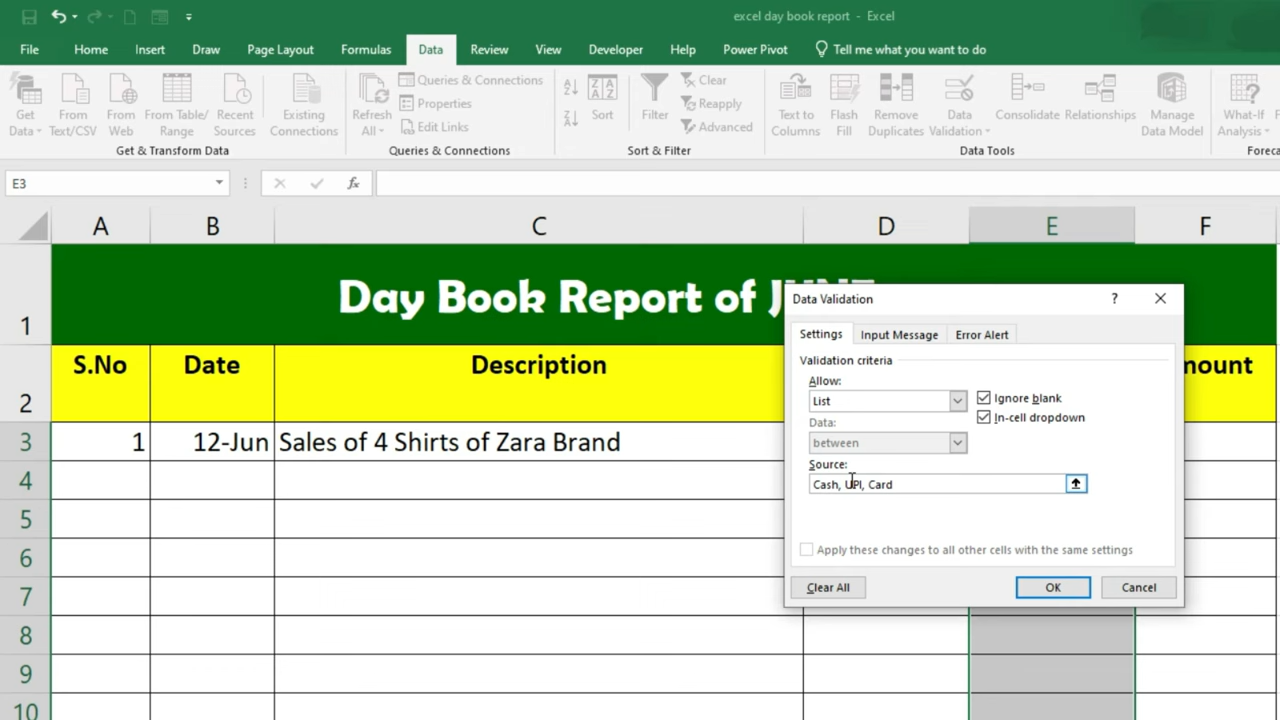 excel day book report - Excel
File Home Insert Draw Page Layout Formulas Data Review View Developer Help Power Pivot Tell me what you want to do
Get Data
From Text/CSV
From Web
From Table/ Range
Recent Sources
Existing Connections
Get & Transform Data
Refresh All
Queries & Connections
Properties
Edit Links
Queries & Connections
Sort
Filter
Clear
Reapply
Advanced
Sort & Filter
Text to Columns
Flash Fill
Remove Duplicates
Data Validation
Consolidate
Relationships
Manage Data Model
Data Tools
What-If Analysis
E3
fx
A B C D E F
1 Day Book Report of
2 S.No Date Description
3 1 12-Jun Sales of 4 Shirts of Zara Brand
4
5
6
7
8
9
10
Data Validation ?
Settings Input Message Error Alert
Validation criteria
Allow:
List
Ignore blank
In-cell dropdown
Data:
between
Source:
Cash, UPI, Card
Apply these changes to all other cells with the same settings
Clear All OK Cancel